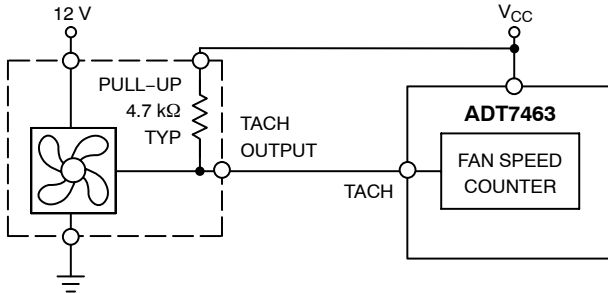 12 V
VCC
PULL–UP
4.7 kΩ
TYP
TACH
OUTPUT
TACH
ADT7463
FAN SPEED
COUNTER